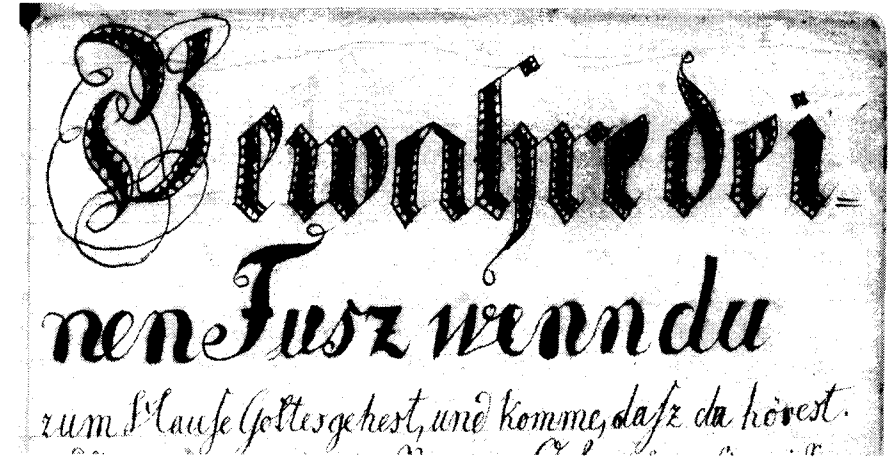 Bewahre dei=
nen Fusz wenn du
zum Hause Gottes gehest, und komme, dasz du hörest.